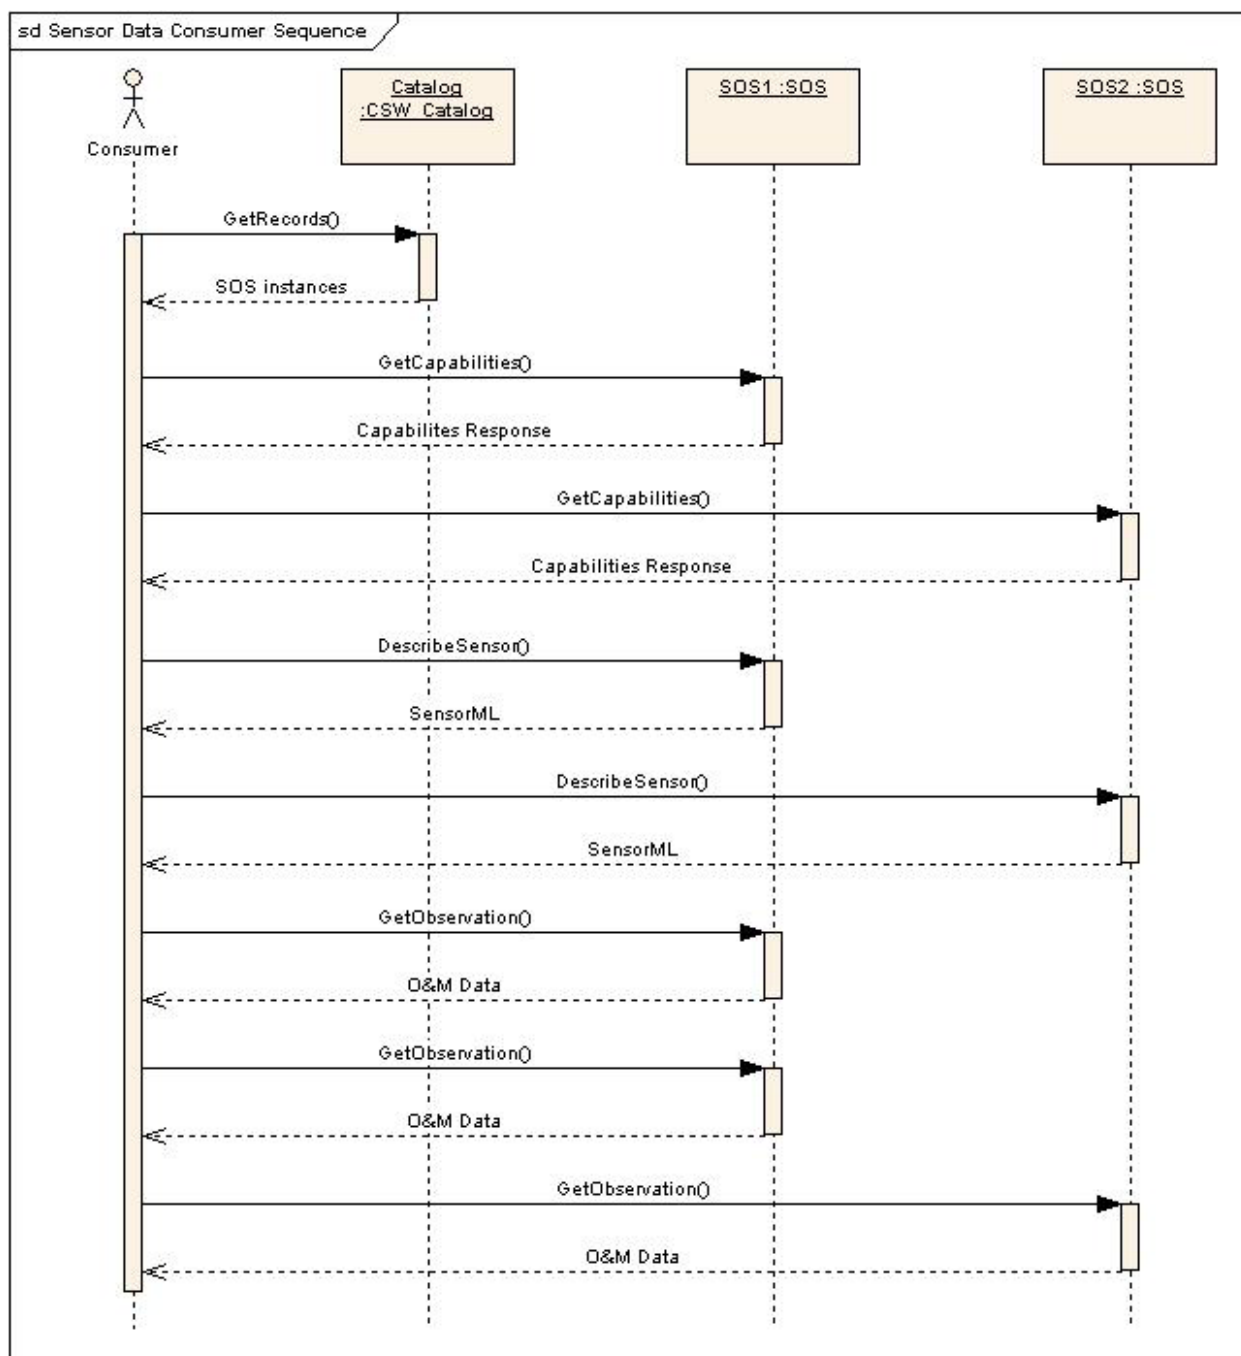 sd Sensor Data Consumer Sequence
Consumer
Catalog
:CSW_Catalog
SOS1 :SOS
SOS2 :SOS
GetRecords()
SOS instances
GetCapabilities()
Capabilites Response
GetCapabilities()
Capabilities Response
DescribeSensor()
SensorML
DescribeSensor()
SensorML
GetObservation()
O&M Data
GetObservation()
O&M Data
GetObservation()
O&M Data